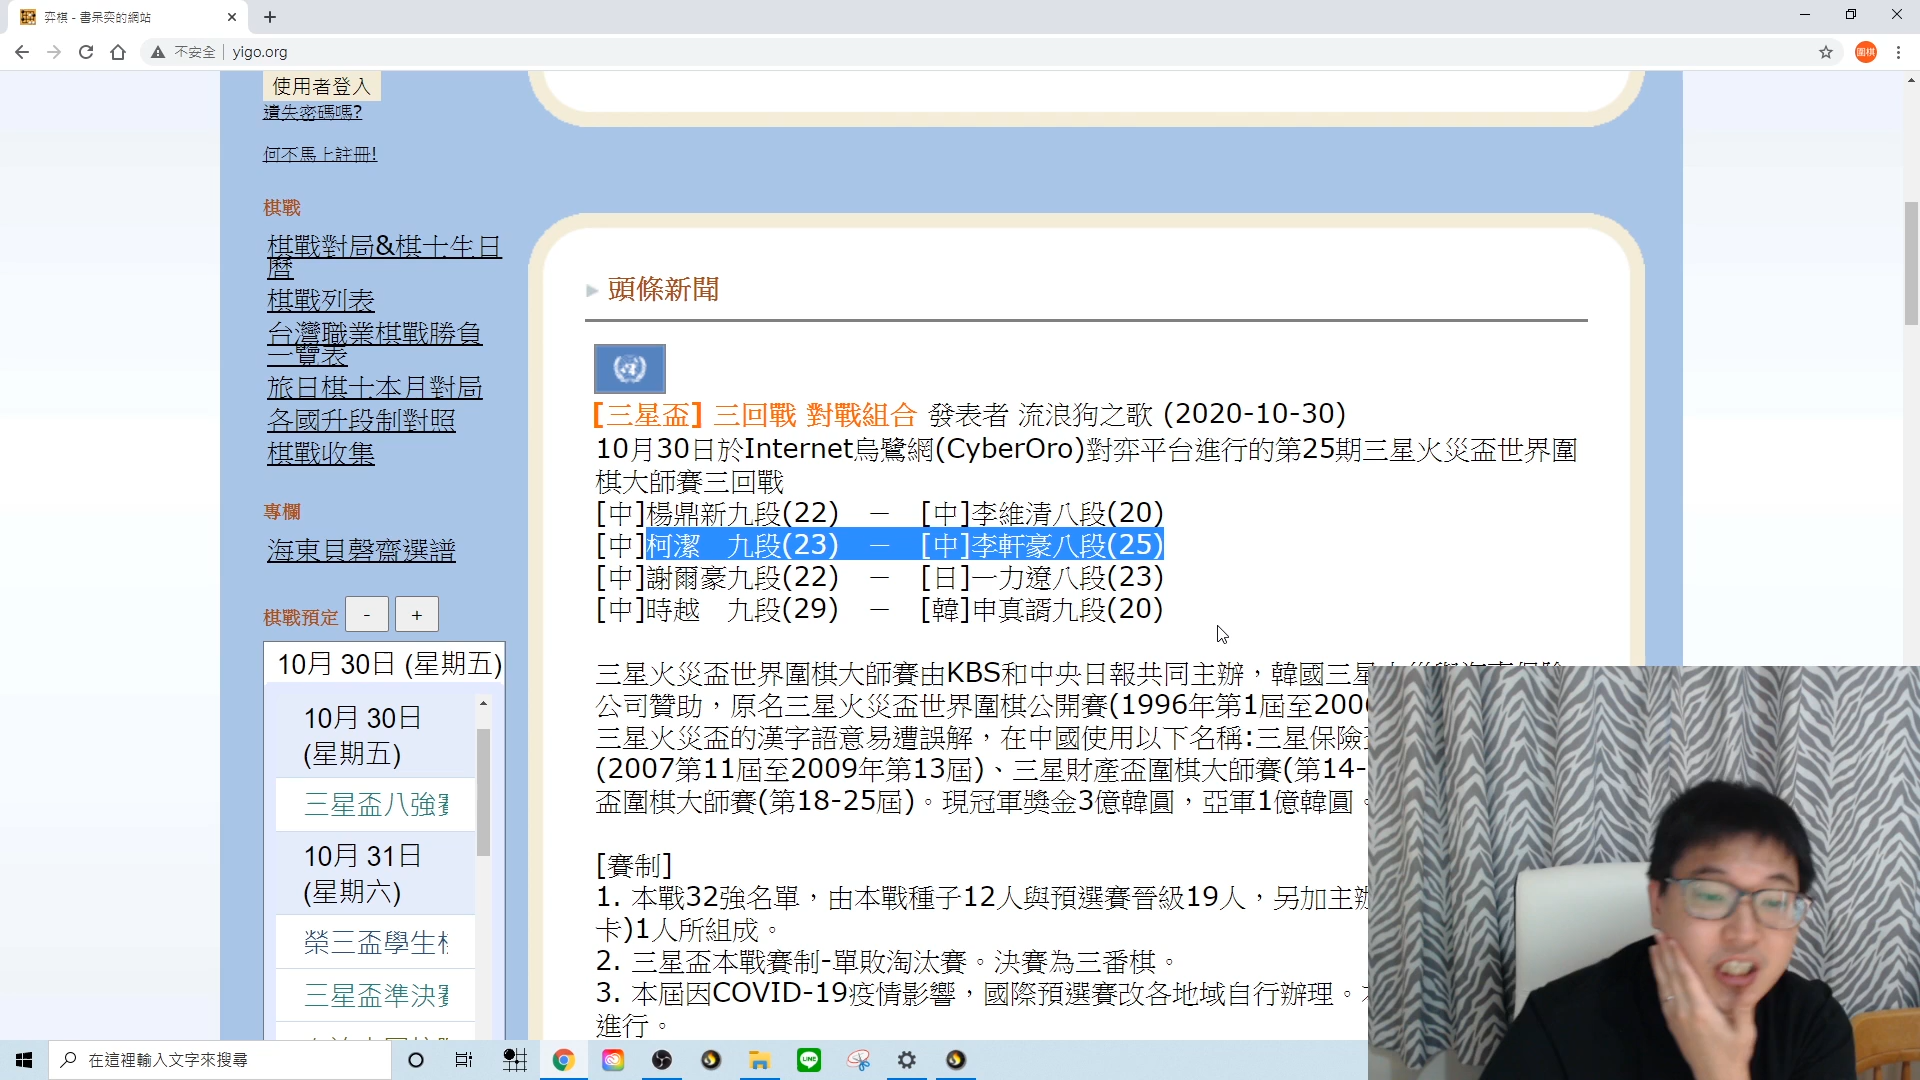 弈棋 - 書呆奕的網站
不安全
yigo.org
圍棋
使用者登入
遺失密碼嗎?
何不馬上註冊!
棋戰
棋戰對局&棋士生日
曆
棋戰列表
台灣職業棋戰勝負
一覽表
旅日棋士本月對局
各國升段制對照
棋戰收集
專欄
海東貝磬齋選譜
棋戰預定 - +
10月 30日 (星期五)
10月 30日
(星期五)
三星盃八強
10月 31日
(星期六)
榮三盃學生
三星盃準決
頭條新聞
[三星盃] 三回戰 對戰組合 發表者 流浪狗之歌 (2020-10-30)
10月30日於Internet烏鷺網(CyberOro)對弈平台進行的第25期三星火災盃世界圍
棋大師賽三回戰
[中]楊鼎新九段(22) － [中]李維清八段(20)
[中]柯潔　九段(23) － [中]李軒豪八段(25)
[中]謝爾豪九段(22) － [日]一力遼八段(23)
[中]時越　九段(29) － [韓]申真諝九段(20)
三星火災盃世界圍棋大師賽由KBS和中央日報共同主辦，韓國三星
公司贊助，原名三星火災盃世界圍棋公開賽(1996年第1屆至200
三星火災盃的漢字語意易遭誤解，在中國使用以下名稱:三星保險
(2007第11屆至2009年第13屆)、三星財產盃圍棋大師賽(第14-
盃圍棋大師賽(第18-25屆)。現冠軍獎金3億韓圓，亞軍1億韓圓。
[賽制]
1. 本戰32強名單，由本戰種子12人與預選賽晉級19人，另加主辦
卡)1人所組成。
2. 三星盃本戰賽制-單敗淘汰賽。決賽為三番棋。
3. 本屆因COVID-19疫情影響，國際預選賽改各地域自行辦理。
進行。
在這裡輸入文字來搜尋
LINE